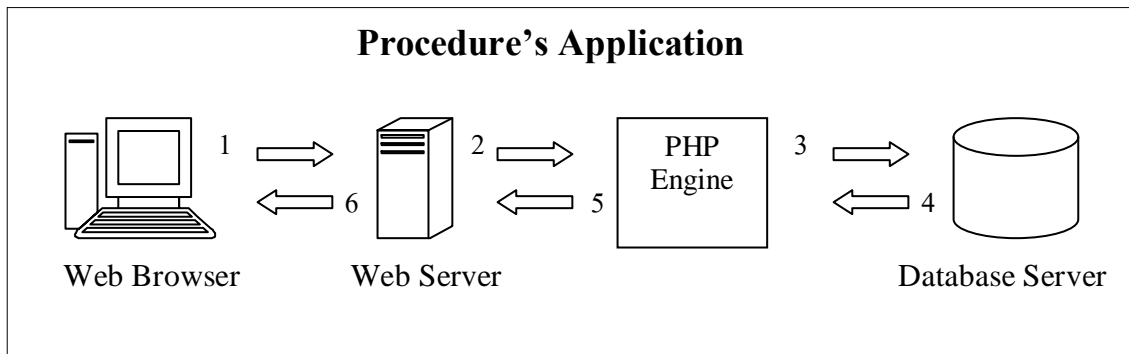 Procedure's Application
1
2
PHP
Engine
3
6
5
4
Web Browser
Web Server
Database Server